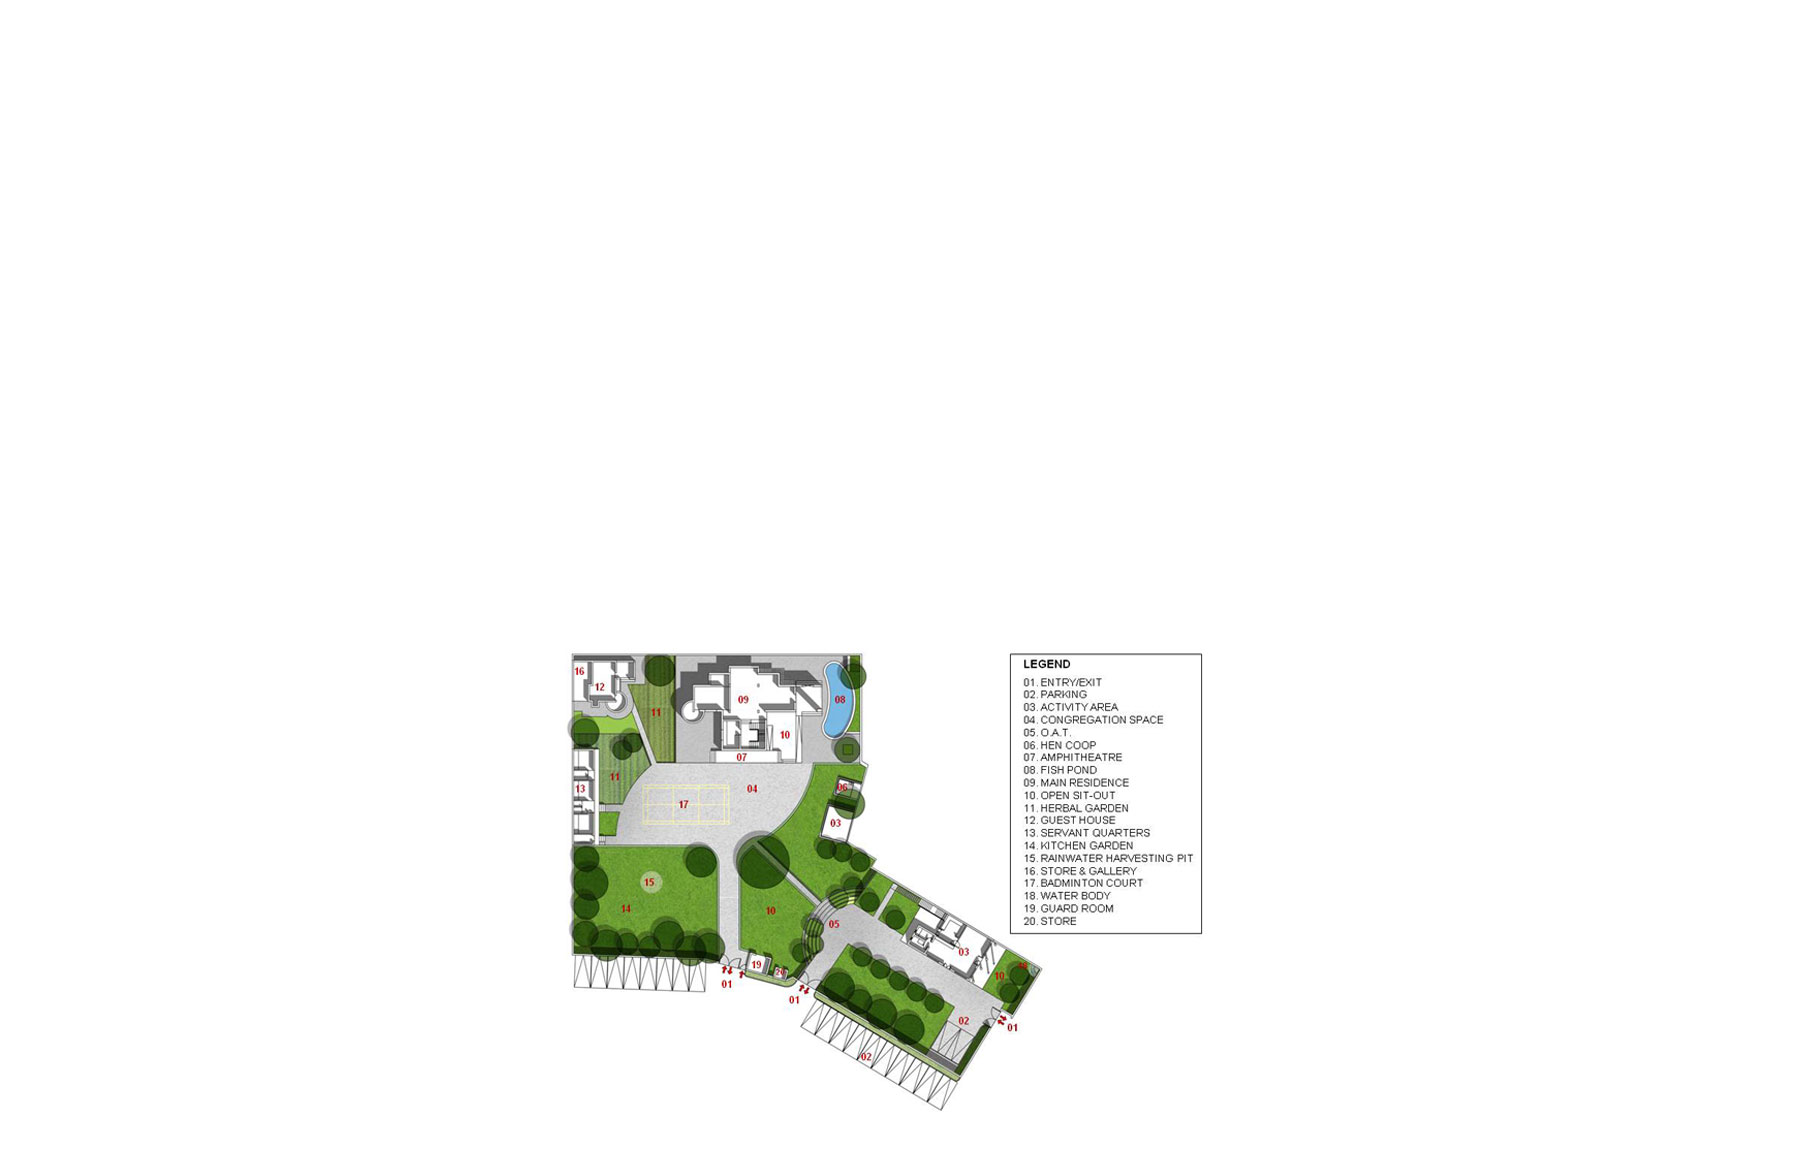 16
12
11
09
08
10
07
11
13
17
04
06
03
15
14
10
05
19
20
01
01
03
10
18
02
01
02
LEGEND
01. ENTRY/EXIT
02. PARKING
03. ACTIVITY AREA
04. CONGREGATION SPACE
05. O.A.T.
06. HEN COOP
07. AMPHITHEATRE
08. FISH POND
09. MAIN RESIDENCE
10. OPEN SIT-OUT
11. HERBAL GARDEN
12. GUEST HOUSE
13. SERVANT QUARTERS
14. KITCHEN GARDEN
15. RAINWATER HARVESTING PIT
16. STORE & GALLERY
17. BADMINTON COURT
18. WATER BODY
19. GUARD ROOM
20. STORE